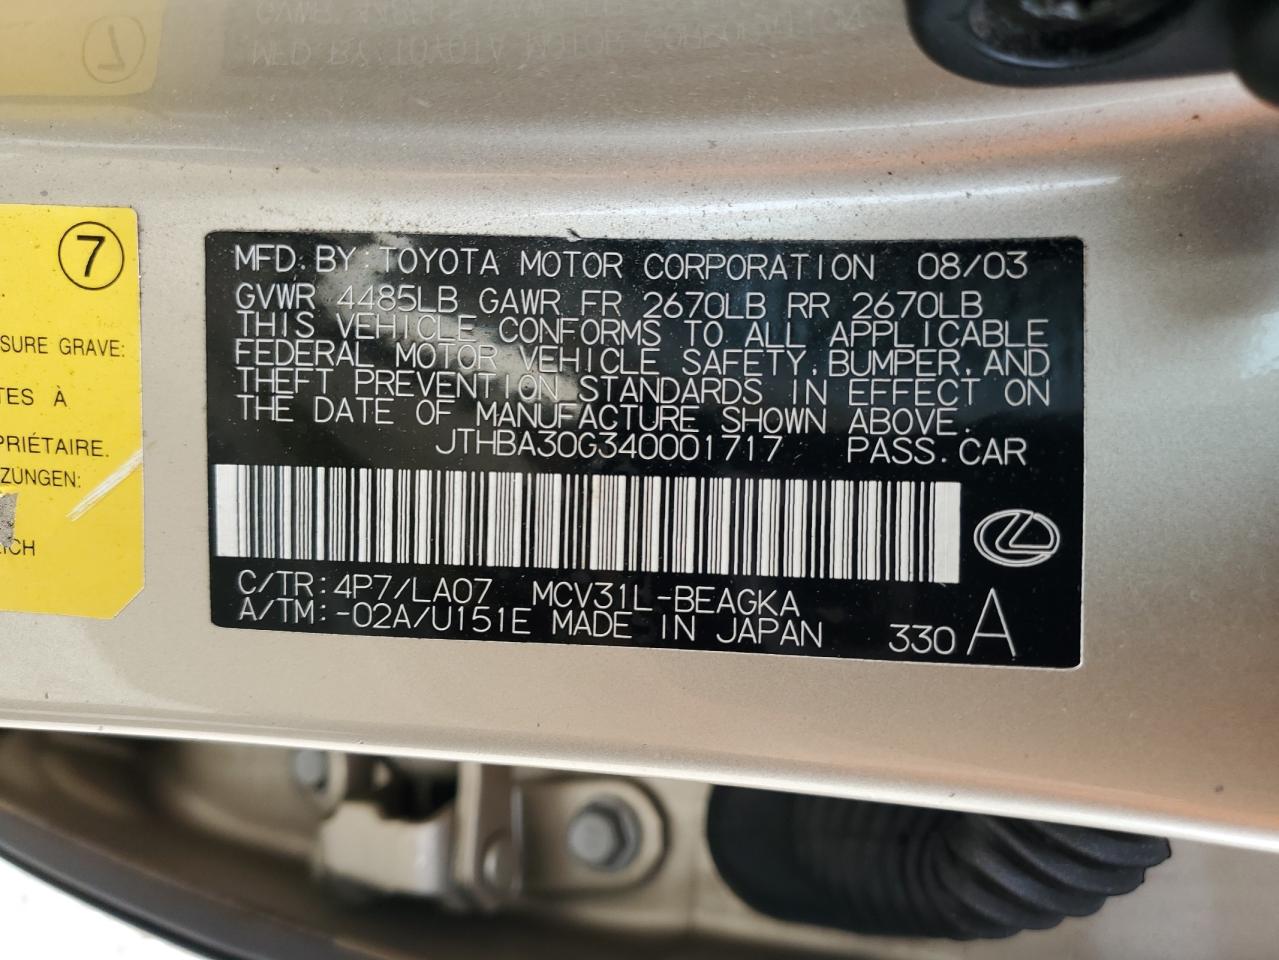 7
SURE GRAVE:
TES À
PRIÉTAIRE.
ZUNGEN:
MFD. BY: TOYOTA MOTOR CORPORATION 08/03
GVWR 4485LB GAWR FR 2670LB RR 2670LB
THIS VEHICLE CONFORMS TO ALL APPLICABLE
FEDERAL MOTOR VEHICLE SAFETY, BUMPER, AND
THEFT PREVENTION STANDARDS IN EFFECT ON
THE DATE OF MANUFACTURE SHOWN ABOVE.
JTHBA30G340001717 PASS. CAR
C/TR: 4P7/LA07 MCV31L-BEAGKA
A/TM: -02A/U151E MADE IN JAPAN 330 A